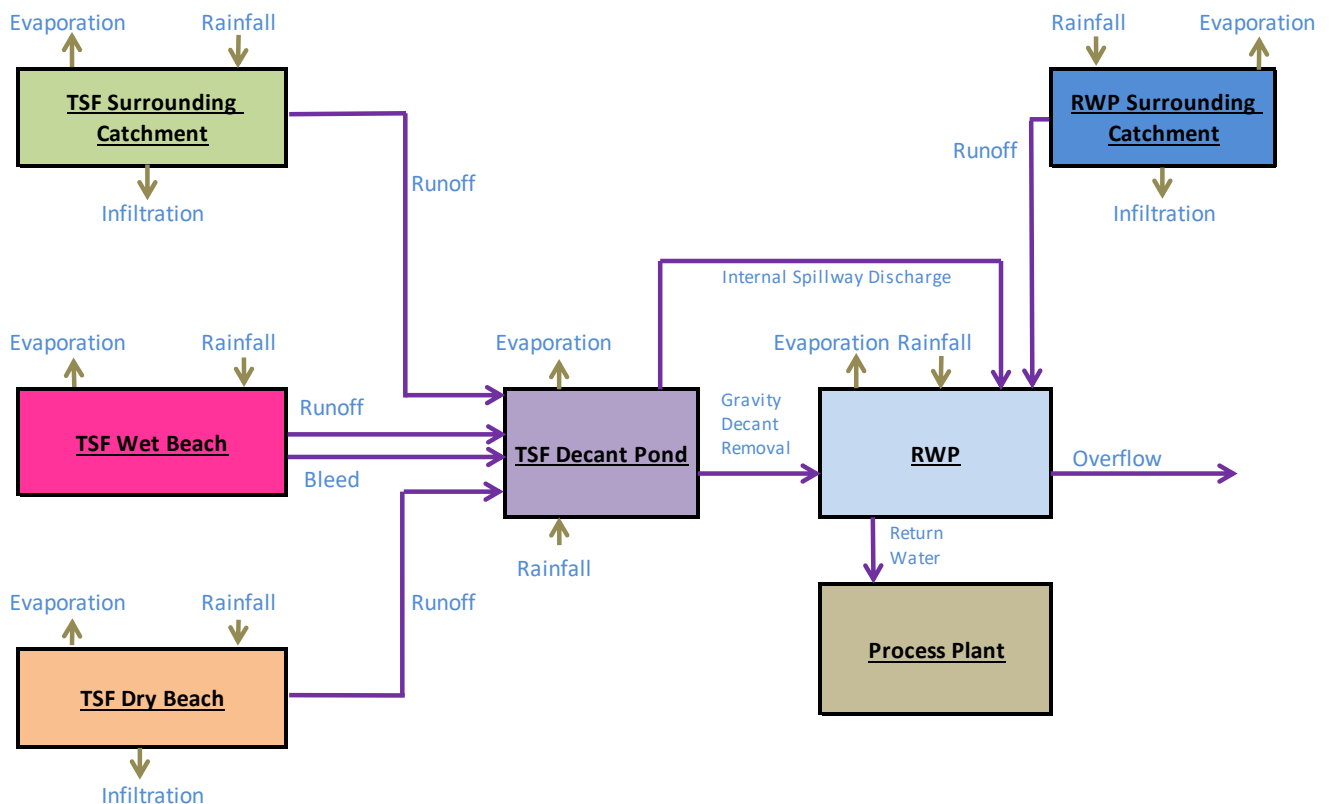 Evaporation
Rainfall
TSF Surrounding
Catchment
Infiltration
Runoff
Rainfall
Evaporation
RWP Surrounding
Catchment
Runoff
Infiltration
Internal Spillway Discharge
Evaporation
Rainfall
TSF Wet Beach
Runoff
Bleed
Evaporation
TSF Decant Pond
Rainfall
Gravity
Decant
Removal
Evaporation
Rainfall
RWP
Overflow
Return
Water
Process Plant
Evaporation
Rainfall
Runoff
TSF Dry Beach
Infiltration